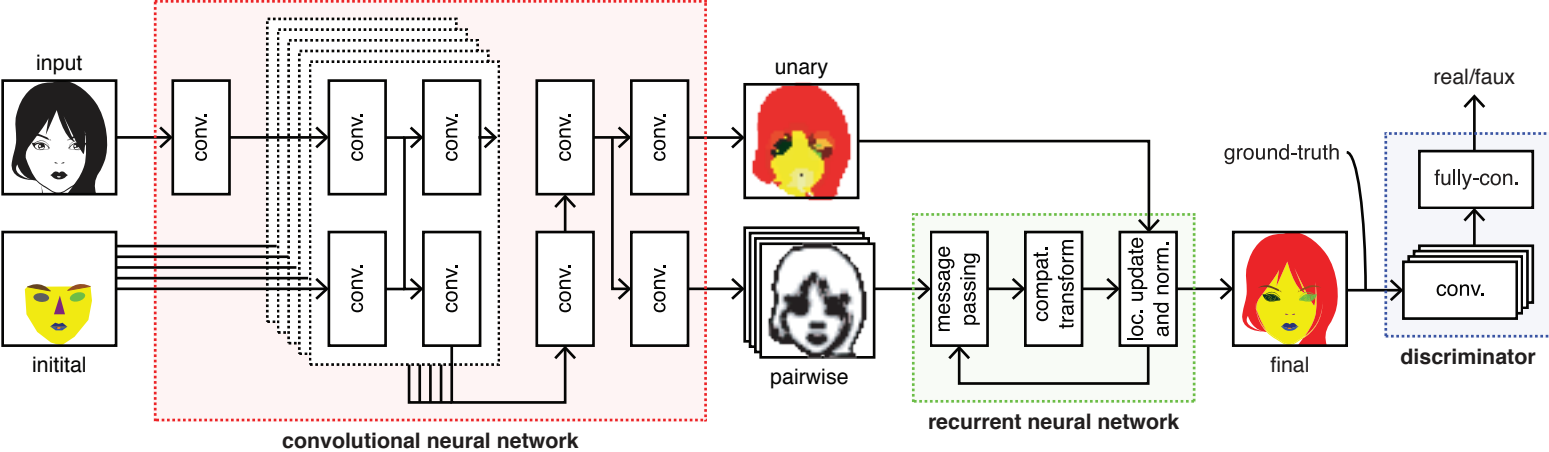 input
initital
conv.
conv.
conv.
conv.
conv.
conv.
conv.
conv.
conv.
convolutional neural network
unary
pairwise
message
passing
compat.
transform
loc. update
and norm.
recurrent neural network
final
ground-truth
real/faux
fully-con.
conv.
discriminator